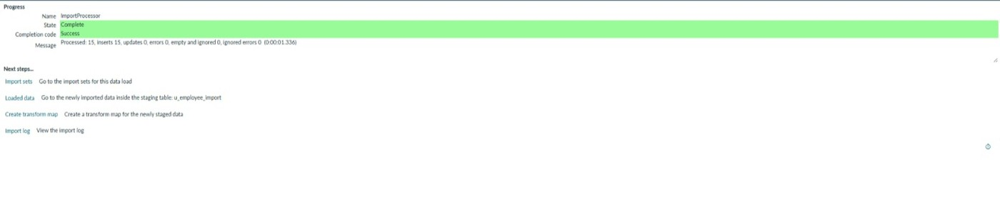 Progress
Name ImportProcessor
State Complete
Completion code Success
Message Processed: 15, inserts 15, updates 0, errors 0, empty and ignored 0, ignored errors 0 (0:00:01.336)
Next steps...
Import sets Go to the import sets for this data load
Loaded data Go to the newly imported data inside the staging table: u_employee_import
Create transform map Create a transform map for the newly staged data
Import log View the import log